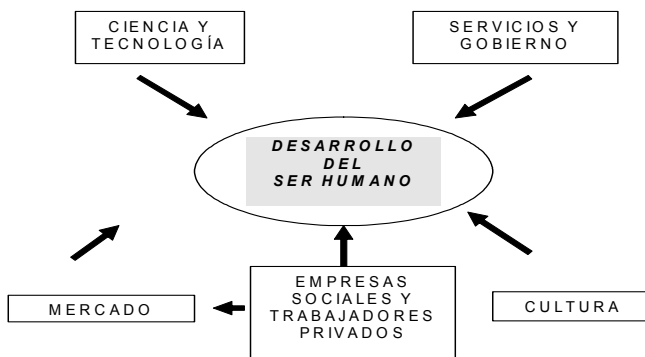 CIENCIA Y
TECNOLOGÍA
SERVICIOS Y
GOBIERNO
DESARROLLO
DEL
SER HUMANO
MERCADO
EMPRESAS
SOCIALES Y
TRABAJADORES
PRIVADOS
CULTURA